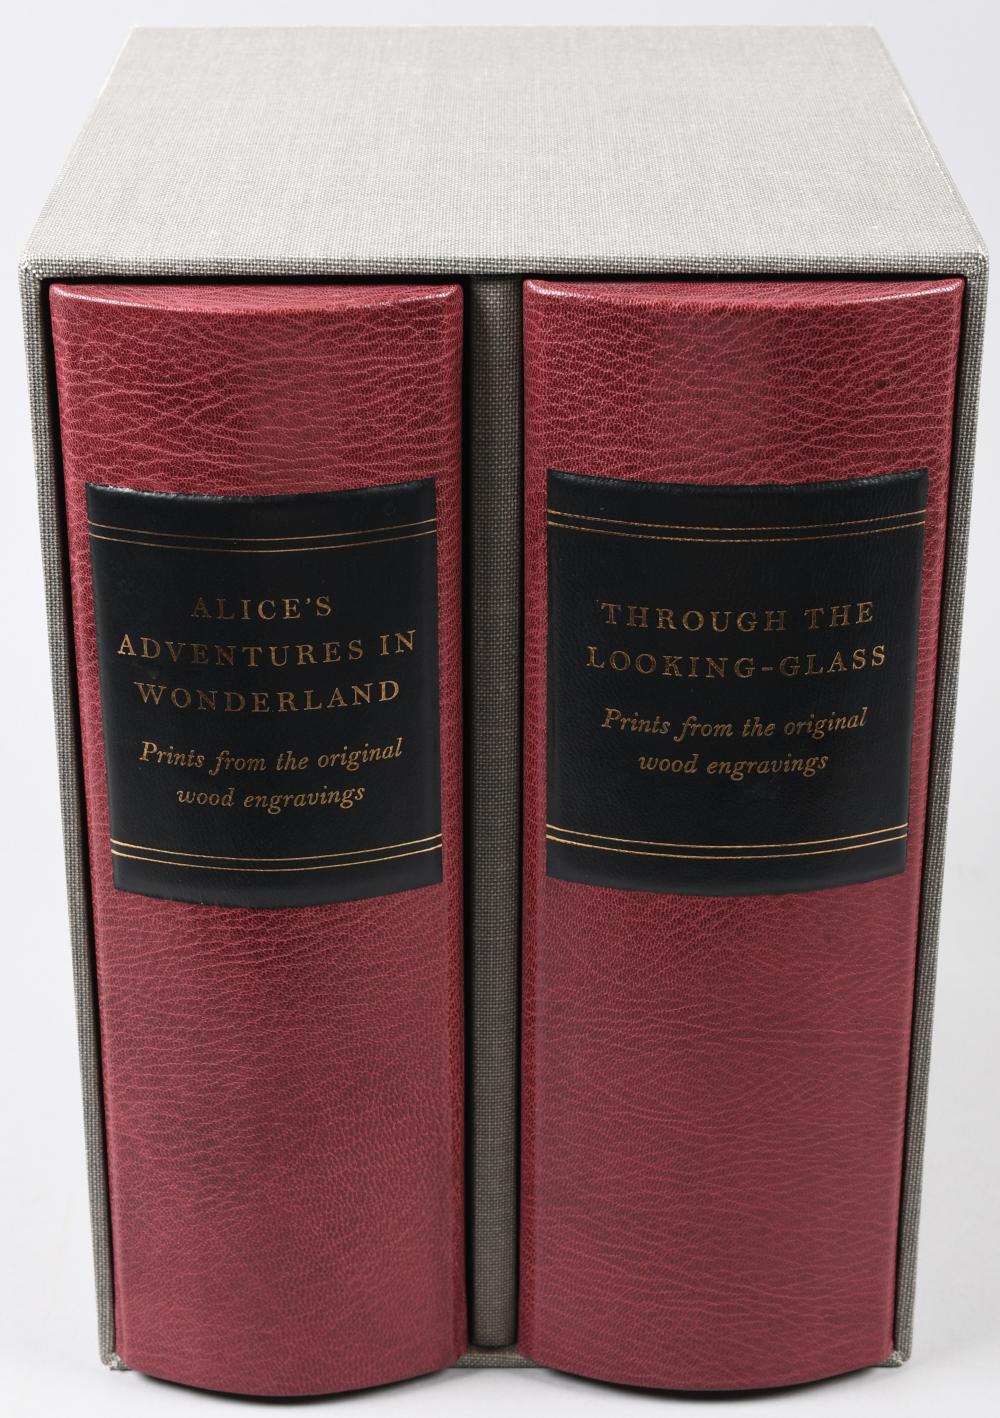 ALICE'S
ADVENTURES IN
WONDERLAND
Prints from the original
wood engravings
THROUGH THE
LOOKING-GLASS
Prints from the original
wood engravings